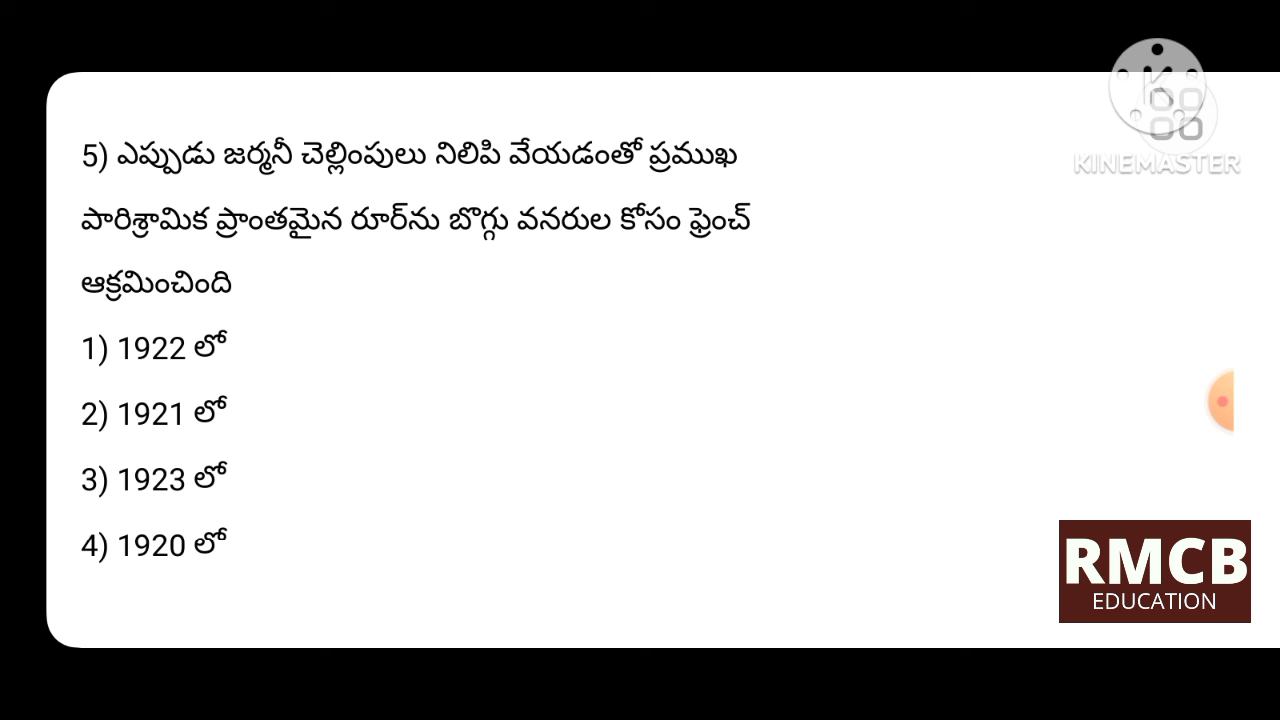 5) ఎప్పుడు జర్మనీ చెల్లింపులు నిలిపి వేయడంతో ప్రముఖ
పారిశ్రామిక ప్రాంతమైన రూర్‌ను బొగ్గు వనరుల కోసం ఫ్రెంచ్
ఆక్రమించింది
1) 1922 లో
2) 1921 లో
3) 1923 లో
4) 1920 లో
KINEMASTER
RMCB
EDUCATION